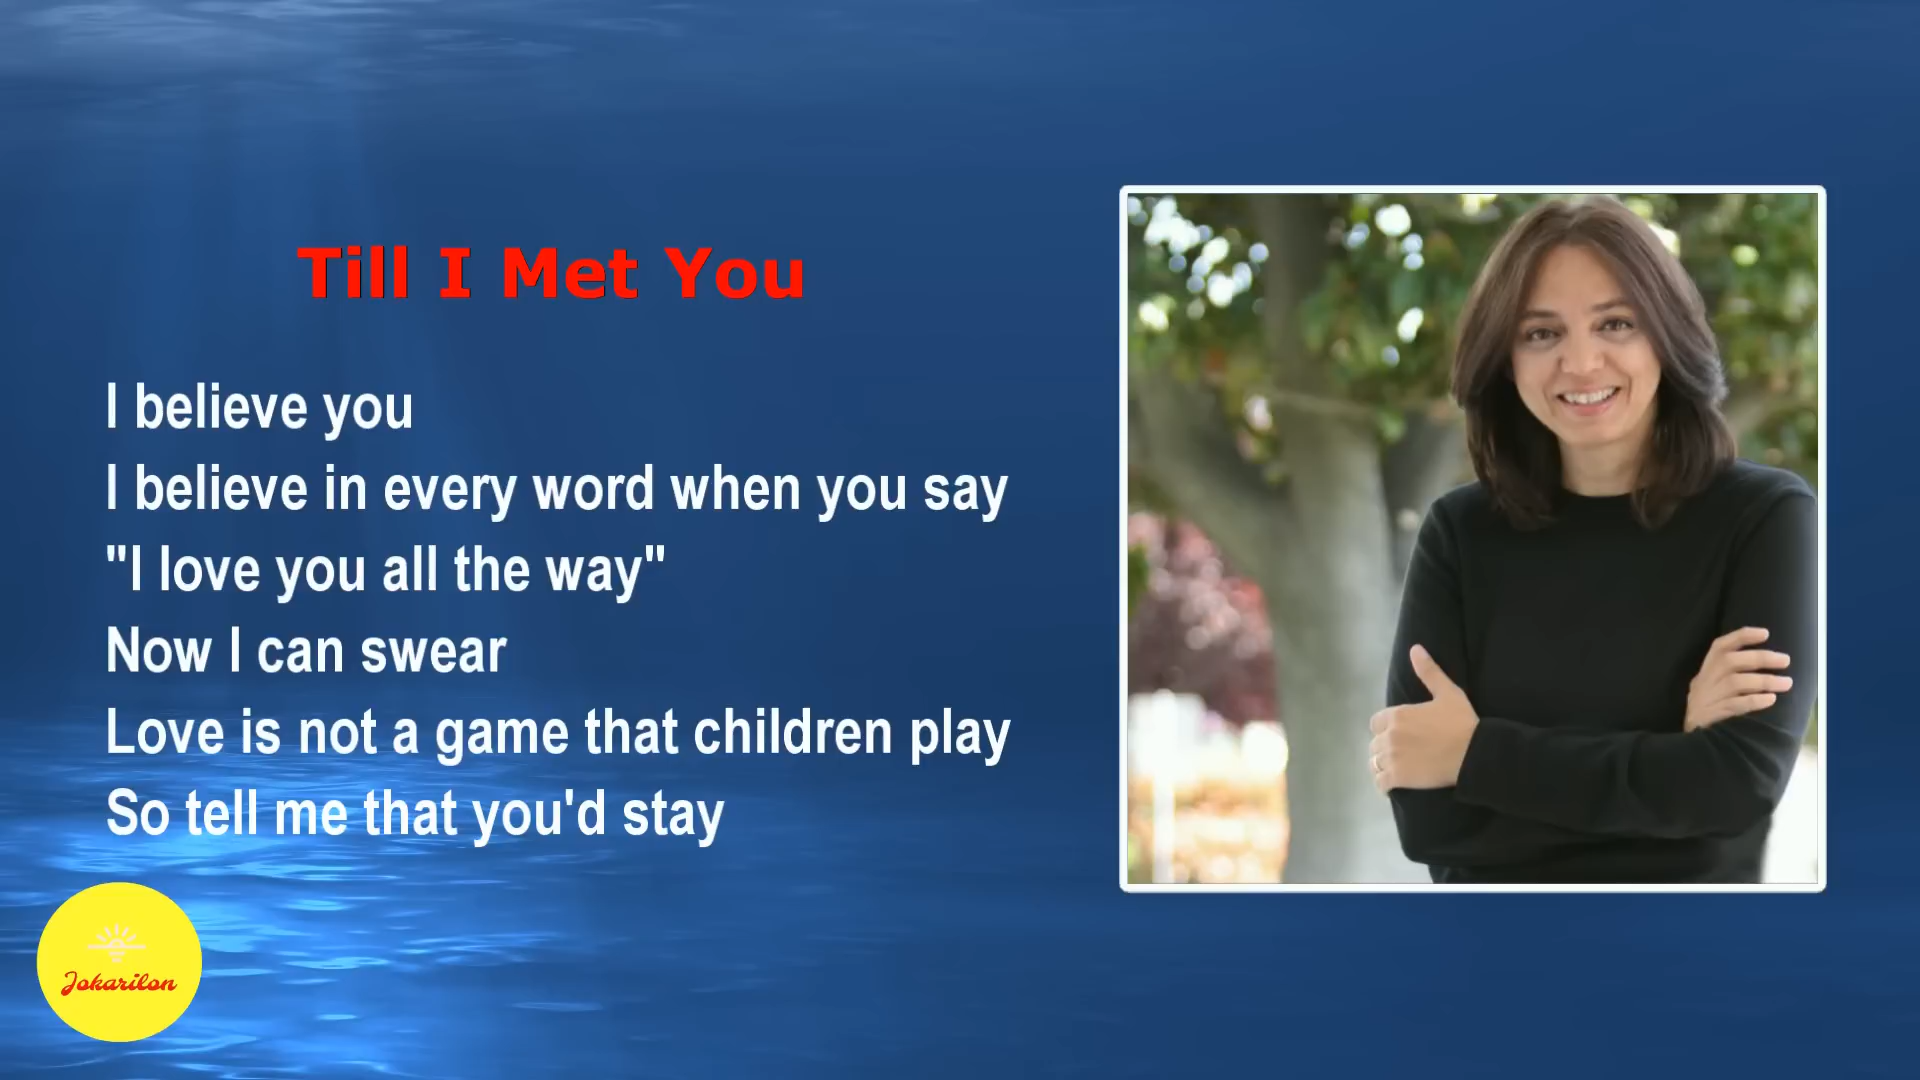 Till I Met You
I believe you
I believe in every word when you say
"I love you all the way"
Now I can swear
Love is not a game that children play
So tell me that you'd stay
Jokarilon